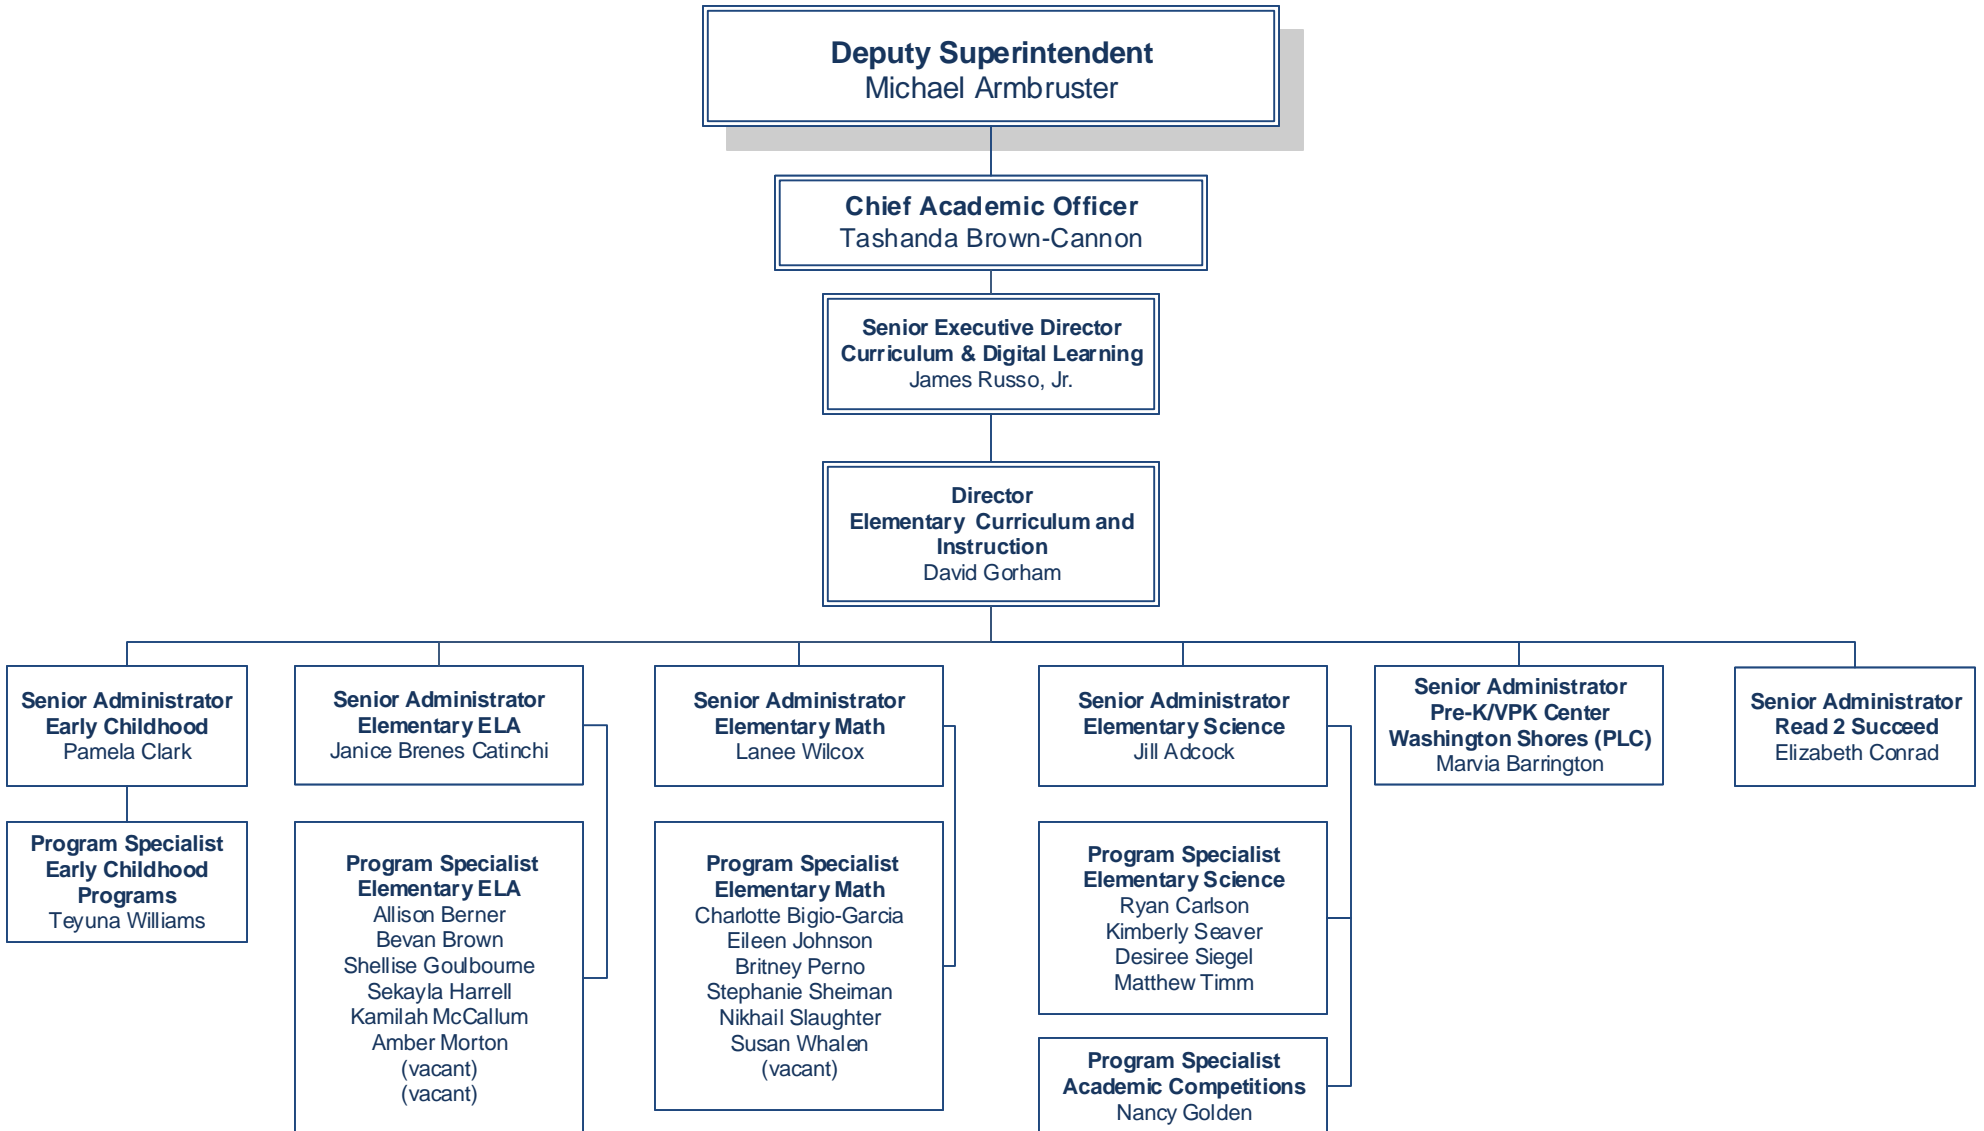 Deputy Superintendent
Michael Armbruster
Chief Academic Officer
Tashanda Brown-Cannon
Senior Executive Director
Curriculum & Digital Learning
James Russo, Jr.
Director
Elementary Curriculum and
Instruction
David Gorham
Senior Administrator
Early Childhood
Pamela Clark
Senior Administrator
Elementary ELA
Janice Brenes Catinchi
Senior Administrator
Elementary Math
Lanee Wilcox
Senior Administrator
Elementary Science
Jill Adcock
Senior Administrator
Pre-K/VPK Center
Washington Shores (PLC)
Marvia Barrington
Senior Administrator
Read 2 Succeed
Elizabeth Conrad
Program Specialist
Early Childhood
Programs
Teyuna Williams
Program Specialist
Elementary ELA
Allison Berner
Bevan Brown
Shellise Goulbourne
Sekayla Harrell
Kamilah McCallum
Amber Morton
(vacant)
(vacant)
Program Specialist
Elementary Math
Charlotte Bigio-Garcia
Eileen Johnson
Britney Perno
Stephanie Sheiman
Nikhail Slaughter
Susan Whalen
(vacant)
Program Specialist
Elementary Science
Ryan Carlson
Kimberly Seaver
Desiree Siegel
Matthew Timm
Program Specialist
Academic Competitions
Nancy Golden